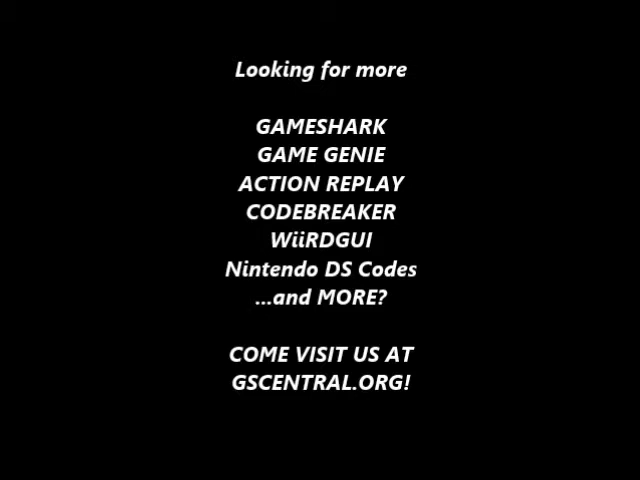 Looking for more
GAMESHARK
GAME GENIE
ACTION REPLAY
CODEBREAKER
WiiRDGUI
Nintendo DS Codes
...and MORE?
COME VISIT US AT
GSCENTRAL.ORG!